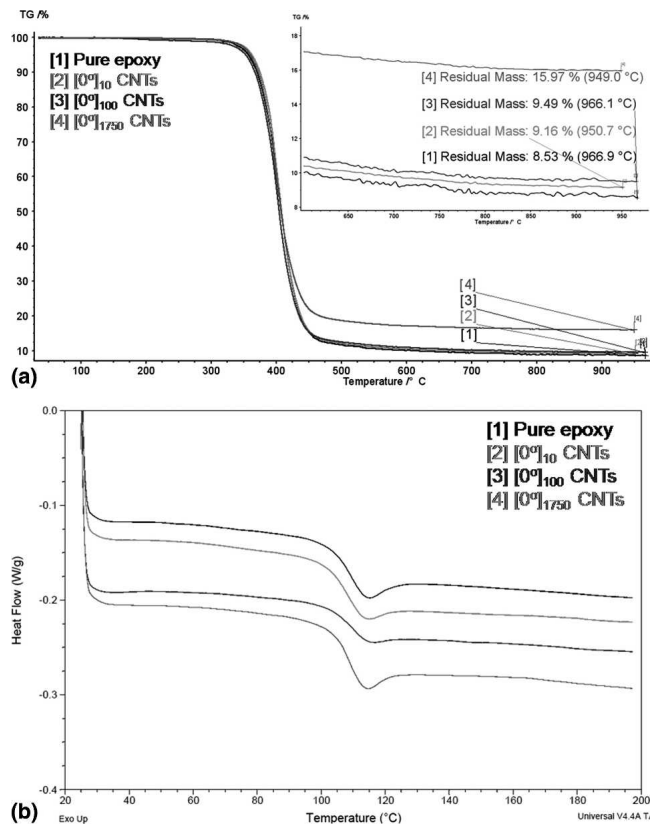 TG /%
[1] Pure epoxy
[2] [0º]10 CNTs
[3] [0º]100 CNTs
[4] [0º]1750 CNTs
100
90
80
70
60
50
40
30
20
10
TG /%
18
16
14
12
10
8
[4] Residual Mass: 15.97 % (949.0 °C)
[3] Residual Mass: 9.49 % (966.1 °C)
[2] Residual Mass: 9.16 % (950.7 °C)
[1] Residual Mass: 8.53 % (966.9 °C)
650 700 750 800 850 900 950
Temperature /° C
[4]
[3]
[2]
[1]
[4]
100 200 300 400 500 600 700 800 900
Temperature /° C
(a)
[1] Pure epoxy
[2] [0º]10 CNTs
[3] [0º]100 CNTs
[4] [0º]1750 CNTs
Heat Flow (W/g)
0.0
-0.1
-0.2
-0.3
-0.4
20 40 60 80 100 120 140 160 180 200
(b)
Exo Up
Temperature (°C)
Universal V4.4A